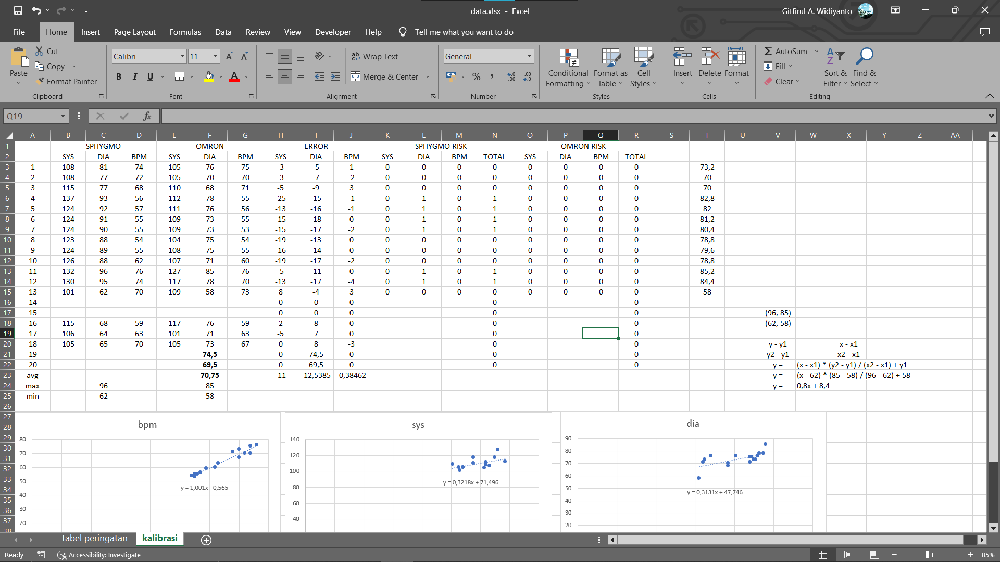 data.xlsx - Excel
Gitfirul A. Widiyanto
File Home Insert Page Layout Formulas Data Review View Developer Help Tell me what you want to do
Paste
Cut
Copy
Format Painter
Clipboard
Calibri 11
B I U
Font
Wrap Text
Merge & Center
Alignment
General
% , 
Number
Conditional Formatting
Format as Table
Cell Styles
Styles
Insert
Delete
Format
Cells
AutoSum
Fill
Clear
Sort & Filter
Find & Select
Editing
Q19 fx
A B C D E F G H I J K L M N O P Q R S T U V W X Y Z AA
1 SPHYGMO OMRON ERROR SPHYGMO RISK OMRON RISK
2 SYS DIA BPM SYS DIA BPM SYS DIA BPM SYS DIA BPM TOTAL SYS DIA BPM TOTAL
3 1 108 81 74 105 76 75 -3 -5 1 0 0 0 0 0 0 0 0 73,2
4 2 108 77 72 105 70 70 -3 -7 -2 0 0 0 0 0 0 0 0 70
5 3 115 77 68 110 68 71 -5 -9 3 0 0 0 0 0 0 0 0 70
6 4 137 93 56 112 78 55 -25 -15 -1 0 1 0 1 0 0 0 0 82,8
7 5 124 92 57 111 76 56 -13 -16 -1 0 1 0 1 0 0 0 0 82
8 6 124 91 55 109 73 55 -15 -18 0 0 1 0 1 0 0 0 0 81,2
9 7 124 90 55 109 73 53 -15 -17 -2 0 1 0 1 0 0 0 0 80,4
10 8 123 88 54 104 75 54 -19 -13 0 0 0 0 0 0 0 0 0 78,8
11 9 124 89 55 108 75 55 -16 -14 0 0 0 0 0 0 0 0 0 79,6
12 10 126 88 62 107 71 60 -19 -17 -2 0 0 0 0 0 0 0 0 78,8
13 11 132 96 76 127 85 76 -5 -11 0 0 1 0 1 0 0 0 0 85,2
14 12 130 95 74 117 78 70 -13 -17 -4 0 1 0 1 0 0 0 0 84,4
15 13 101 62 70 109 58 73 8 -4 3 0 0 0 0 0 0 0 0 58
16 14 0 0 0 0 0
17 15 0 0 0 0 0 (96, 85)
18 16 115 68 59 117 76 59 2 8 0 0 0 (62, 58)
19 17 106 64 63 101 71 63 -5 7 0 0 0
20 18 105 65 70 105 73 67 0 8 -3 0 0 y - y1 x - x1
21 19 74,5 0 74,5 0 0 0 y2 - y1 x2 - x1
22 20 69,5 0 69,5 0 0 0 y = (x - x1) * (y2 - y1) / (x2 - x1) + y1
23 avg 70,75 -11 -12,5385 -0,38462 y = (x - 62) * (85 - 58) / (96 - 62) + 58
24 max 96 85 y = 0,8x + 8,4
25 min 62 58
26
27
28
29
30
31
32
33
34
35
36
37
38
bpm
80
70
60
50
40
30
20
y = 1,001x - 0,565
sys
140
120
100
80
60
40
y = 0,3218x + 71,496
dia
90
80
70
60
50
40
30
20
y = 0,3131x + 47,746
tabel peringatan kalibrasi
Ready Accessibility: Investigate 85%